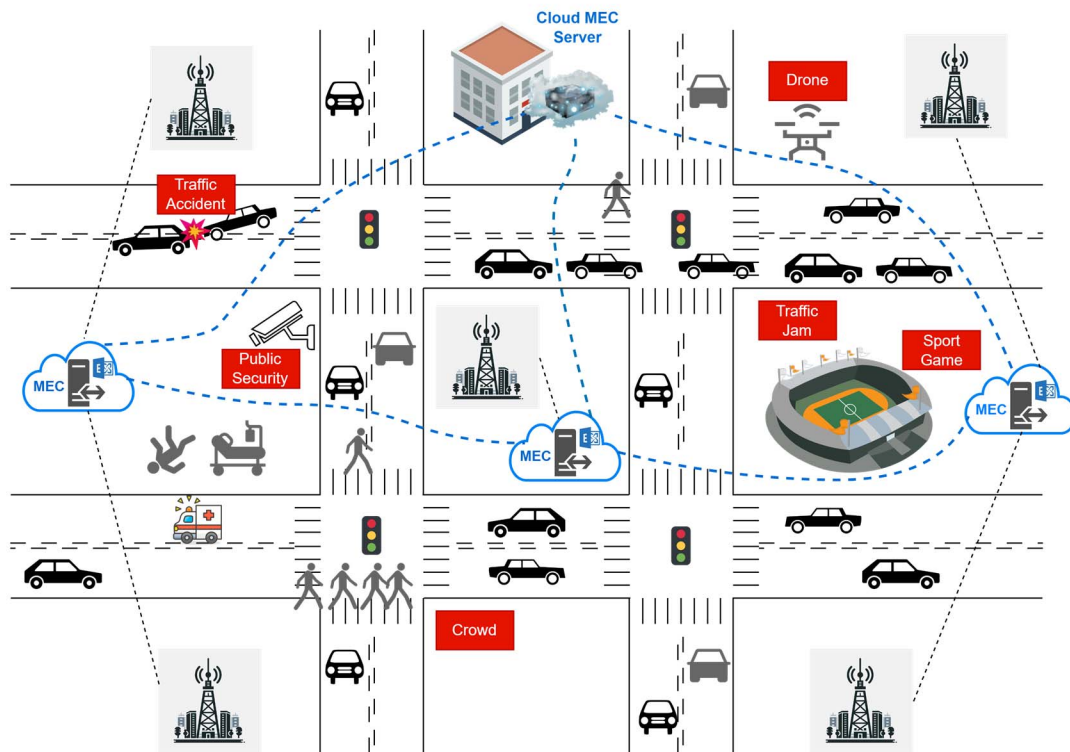 Cloud MEC
Server
Drone
Traffic
Accident
Public
Security
Traffic
Jam
Sport
Game
MEC
E
MEC
E
MEC
E
Crowd